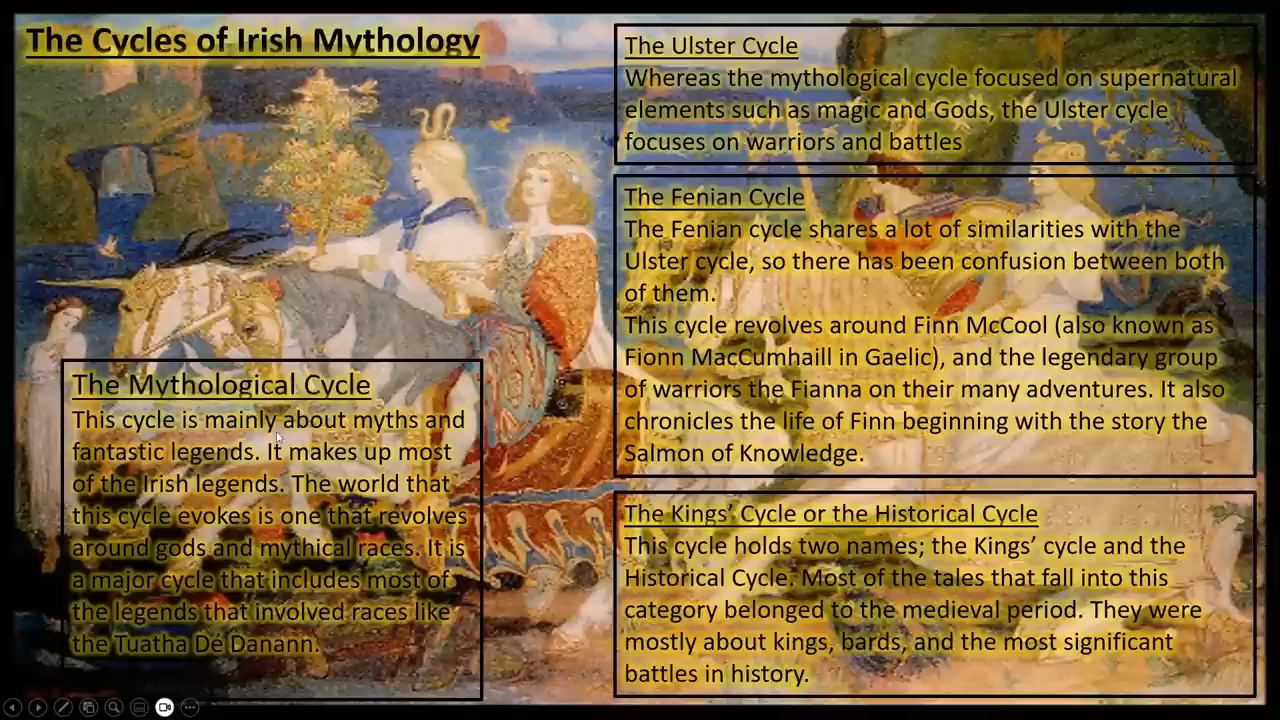 The Cycles of Irish Mythology
The Mythological Cycle
This cycle is mainly about myths and
fantastic legends. It makes up most
of the Irish legends. The world that
this cycle evokes is one that revolves
around gods and mythical races. It is
a major cycle that includes most of
the legends that involved races like
the Tuatha Dé Danann.
The Ulster Cycle
Whereas the mythological cycle focused on supernatural
elements such as magic and Gods, the Ulster cycle
focuses on warriors and battles
The Fenian Cycle
The Fenian cycle shares a lot of similarities with the
Ulster cycle, so there has been confusion between both
of them.
This cycle revolves around Finn McCool (also known as
Fionn MacCumhaill in Gaelic), and the legendary group
of warriors the Fianna on their many adventures. It also
chronicles the life of Finn beginning with the story the
Salmon of Knowledge.
The Kings’ Cycle or the Historical Cycle
This cycle holds two names; the Kings’ cycle and the
Historical Cycle. Most of the tales that fall into this
category belonged to the medieval period. They were
mostly about kings, bards, and the most significant
battles in history.